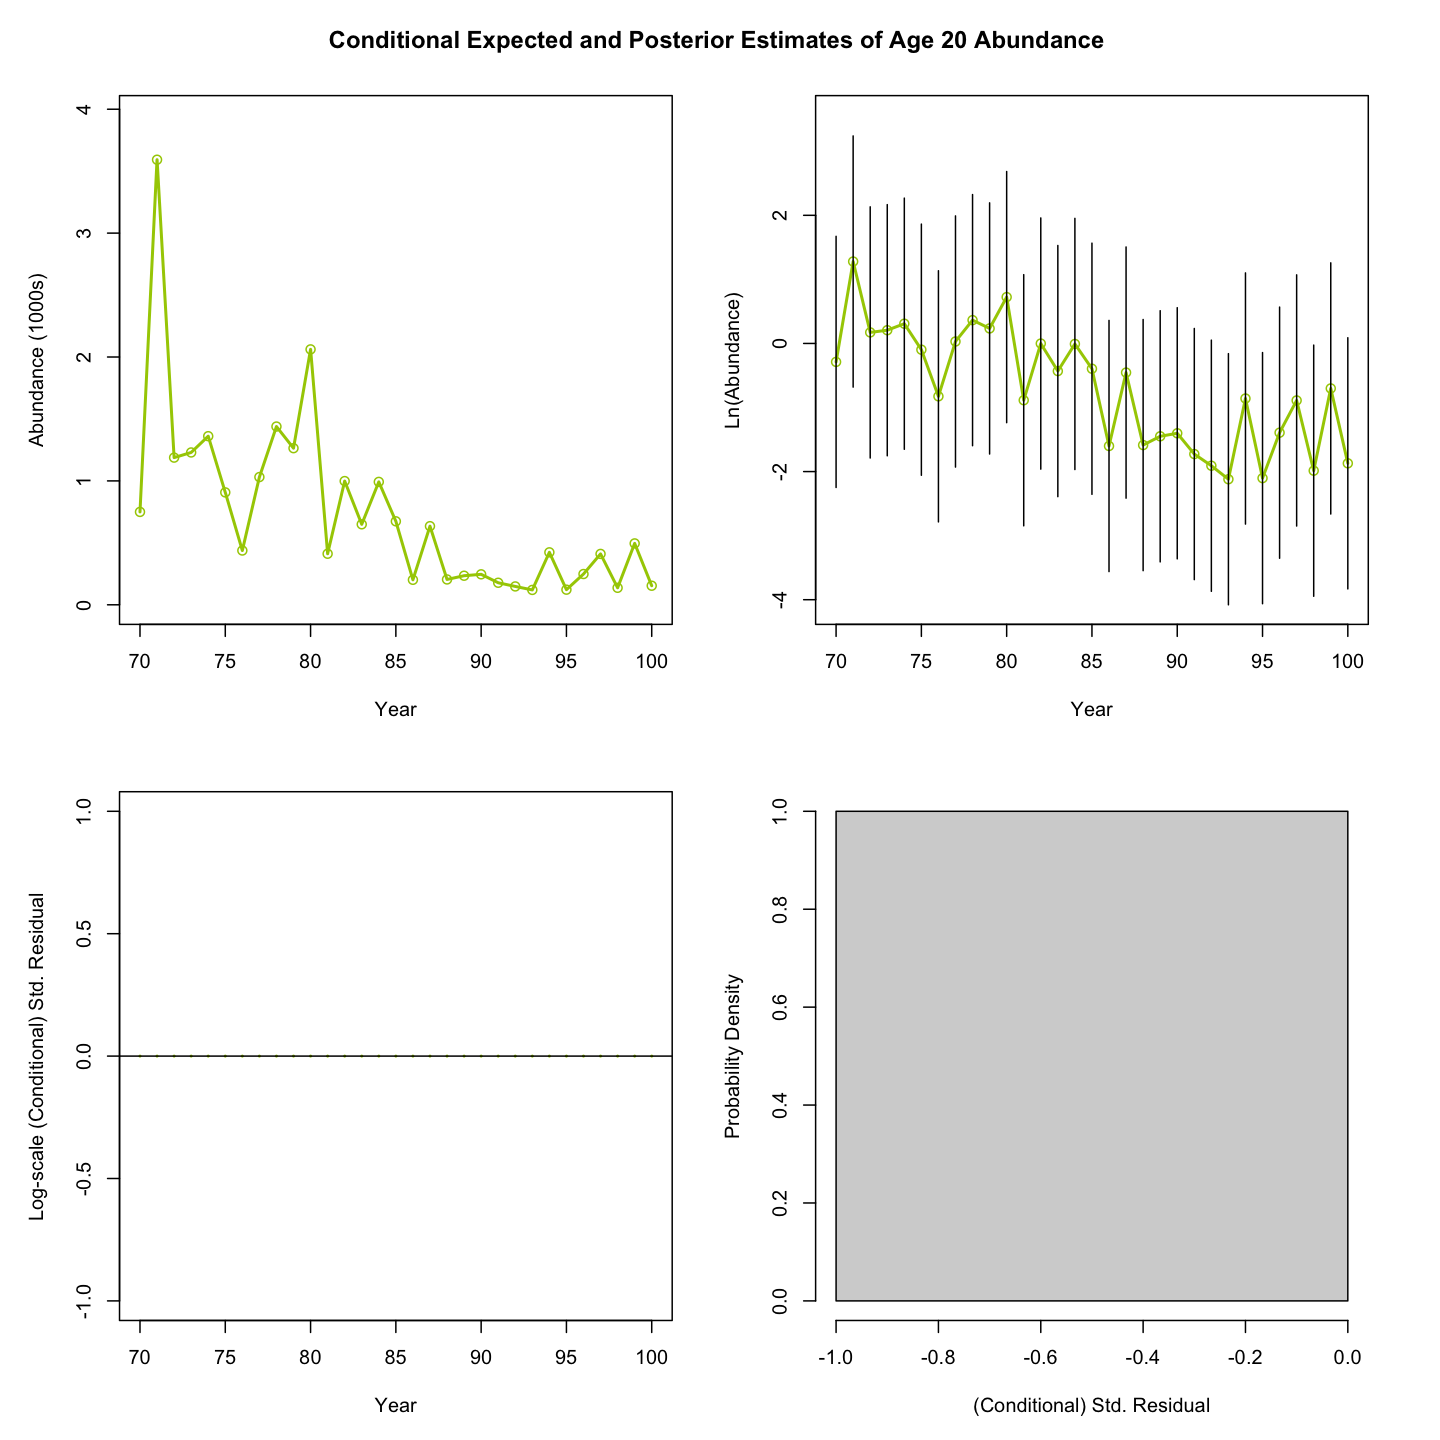 Conditional Expected and Posterior Estimates of Age 20 Abundance
Abundance (1000s)
4
3
2
1
0
70 75 80 85 90 95 100
Year
Ln(Abundance)
2
0
-2
-4
70 75 80 85 90 95 100
Year
Log-scale (Conditional) Std. Residual
1.0
0.5
0.0
-0.5
-1.0
70 75 80 85 90 95 100
Year
Probability Density
1.0
0.8
0.6
0.4
0.2
0.0
-1.0 -0.8 -0.6 -0.4 -0.2 0.0
(Conditional) Std. Residual